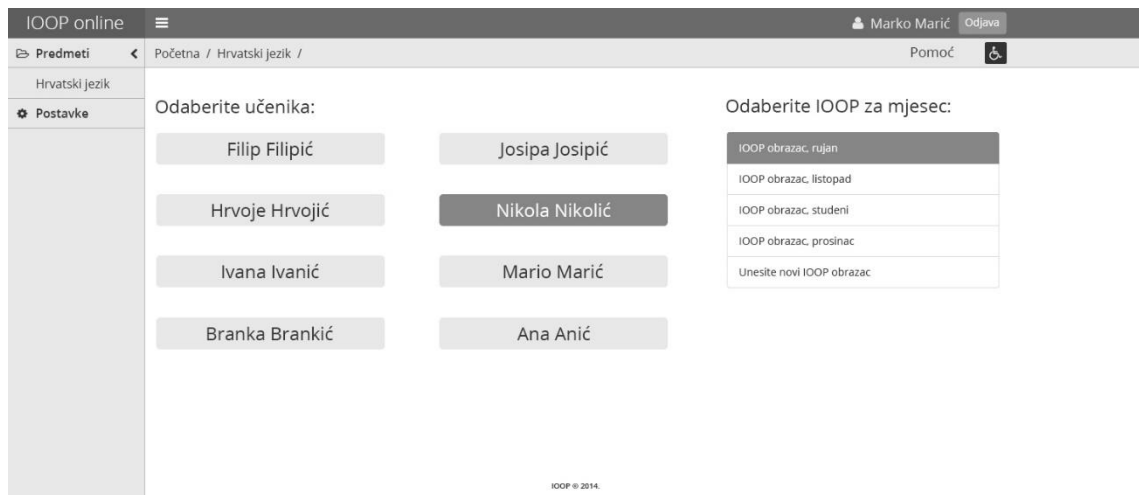 IOOP online
Marko Marić Odjava
Predmeti
Početna / Hrvatski jezik /
Pomoć
Hrvatski jezik
Postavke
Odaberite učenika:
Filip Filipić
Josipa Josipić
Hrvoje Hrvojić
Nikola Nikolić
Ivana Ivanić
Mario Marić
Branka Brankić
Ana Anić
Odaberite IOOP za mjesec:
IOOP obrazac, rujan
IOOP obrazac, listopad
IOOP obrazac, studeni
IOOP obrazac, prosinac
Unesite novi IOOP obrazac
IOOP © 2014.